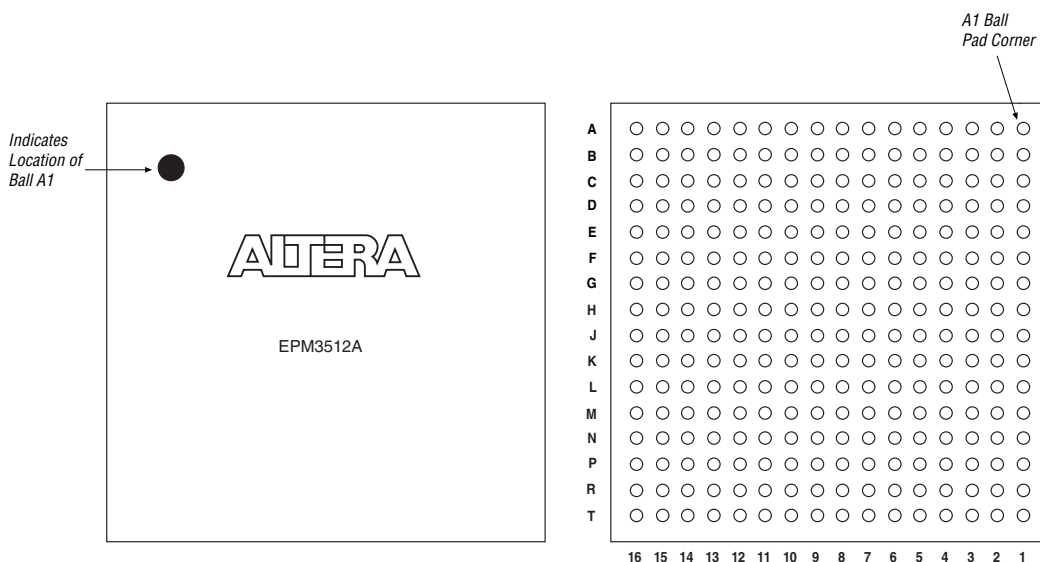 A1 Ball
Pad Corner
Indicates
Location of
Ball A1
ALTERA
EPM3512A
A
B
C
D
E
F
G
H
J
K
L
M
N
P
R
T
16 15 14 13 12 11 10 9 8 7 6 5 4 3 2 1